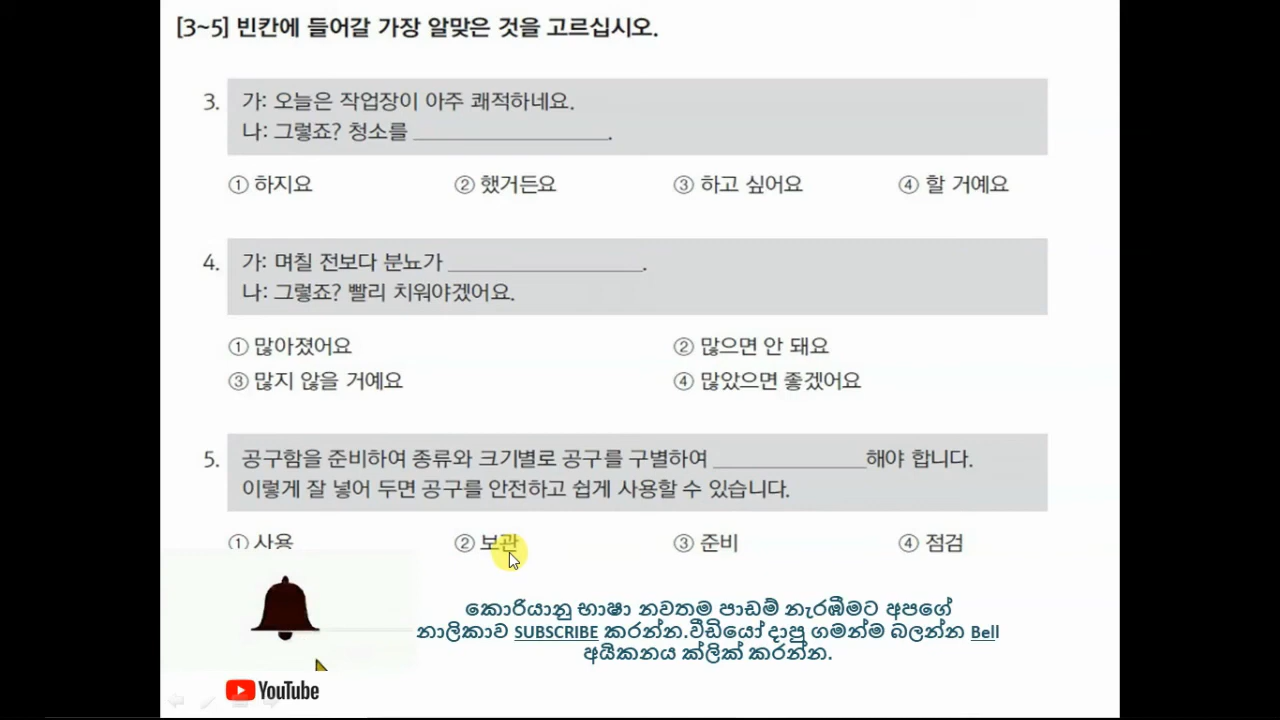 [3~5] 빈칸에 들어갈 가장 알맞은 것을 고르십시오.
3. 가: 오늘은 작업장이 아주 쾌적하네요.
나: 그렇죠? 청소를 ____________________.
① 하지요 ② 했거든요 ③ 하고 싶어요 ④ 할 거예요
4. 가: 며칠 전보다 분뇨가 ____________________.
나: 그렇죠? 빨리 치워야겠어요.
① 많아졌어요 ② 많으면 안 돼요
③ 많지 않을 거예요 ④ 많았으면 좋겠어요
5. 공구함을 준비하여 종류와 크기별로 공구를 구별하여 ________________해야 합니다.
이렇게 잘 넣어 두면 공구를 안전하고 쉽게 사용할 수 있습니다.
① 사용 ② 보관 ③ 준비 ④ 점검
කොරියානු භාෂා නවතම පාඩම් නැරඹීමට අපගේ
නාලිකාව SUBSCRIBE කරන්න.වීඩියෝ දාපු ගමන්ම බලන්න Bell
අයිකනය ක්ලික් කරන්න.
YouTube